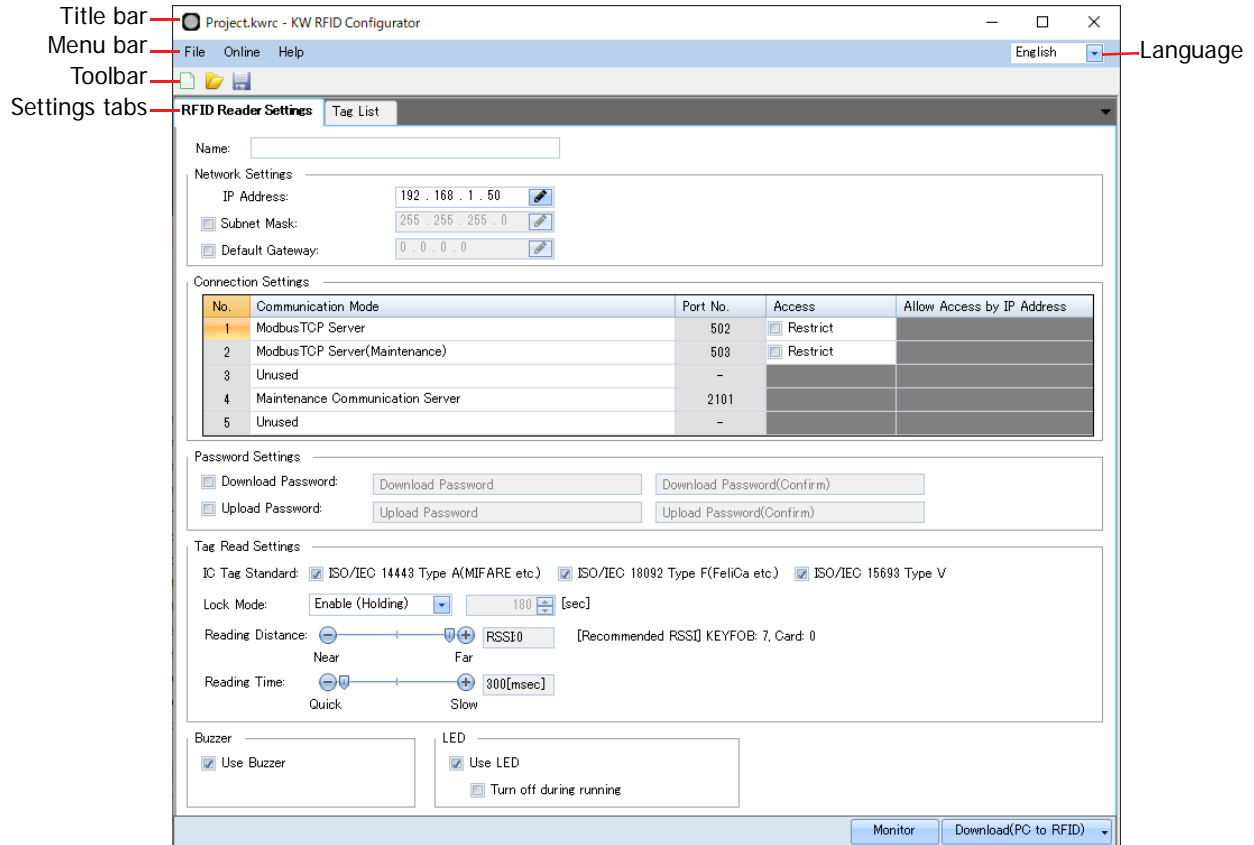 Title bar
Project.kwrc - KW RFID Configurator
Menu bar
File Online Help
English
Language
Toolbar
Settings tabs
RFID Reader Settings Tag List
Name:
Network Settings
IP Address: 192 . 168 . 1 . 50
Subnet Mask: 255 . 255 . 255 . 0
Default Gateway: 0 . 0 . 0 . 0
Connection Settings
No. Communication Mode Port No. Access Allow Access by IP Address
1 ModbusTCP Server 502 Restrict
2 ModbusTCP Server(Maintenance) 503 Restrict
3 Unused -
4 Maintenance Communication Server 2101
5 Unused -
Password Settings
Download Password: Download Password Download Password(Confirm)
Upload Password: Upload Password Upload Password(Confirm)
Tag Read Settings
IC Tag Standard: ISO/IEC 14443 Type A(MIFARE etc.) ISO/IEC 18092 Type F(FeliCa etc.) ISO/IEC 15693 Type V
Lock Mode: Enable (Holding) 180 [sec]
Reading Distance: RSSI:0 [Recommended RSSI] KEYFOB: 7, Card: 0
Near Far
Reading Time: 300[msec]
Quick Slow
Buzzer LED
Use Buzzer Use LED
Turn off during running
Monitor Download(PC to RFID)